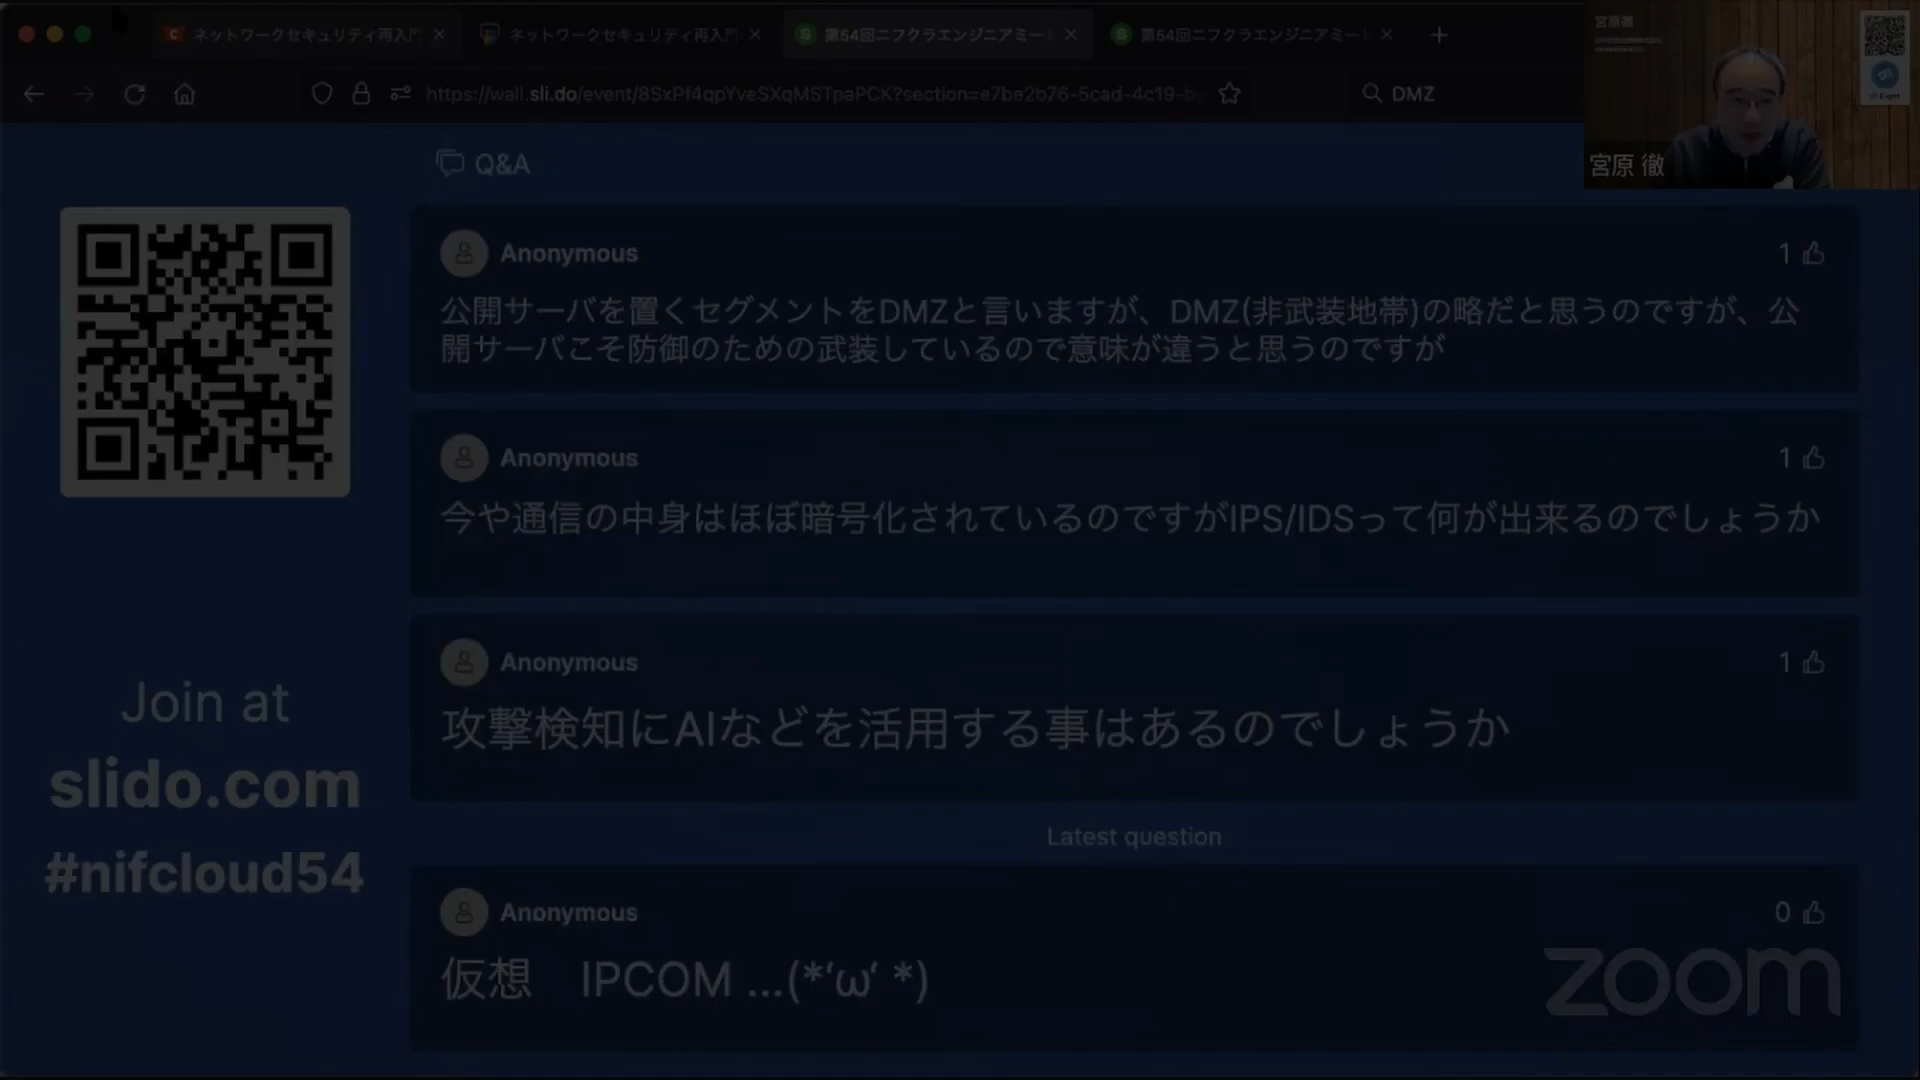 ネットワークセキュリティ再入門
ネットワークセキュリティ再入門
第54回ニフクラエンジニアミート
第54回ニフクラエンジニアミート
https://wall.sli.do/event/8SxPf4qpYveSXqMSTpaPCK?section=e7be2b76-5cad-4c19-b
DMZ
宮原徹
Eight
宮原 徹
Q&A
Anonymous
1
公開サーバを置くセグメントをDMZと言いますが、DMZ(非武装地帯)の略だと思うのですが、公
開サーバこそ防御のための武装しているので意味が違うと思うのですが
Anonymous
1
今や通信の中身はほぼ暗号化されているのですがIPS/IDSって何が出来るのでしょうか
Anonymous
1
攻撃検知にAIなどを活用する事はあるのでしょうか
Join at
slido.com
#nifcloud54
Latest question
Anonymous
0
仮想　IPCOM ...(*‘ω‘ *)
zoom